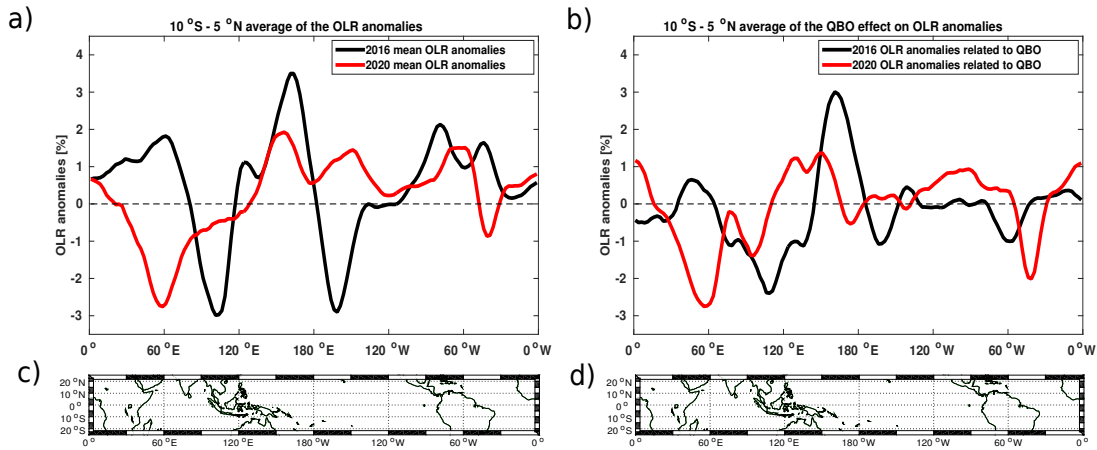 a)
10 °S - 5 °N average of the OLR anomalies
2016 mean OLR anomalies
2020 mean OLR anomalies
OLR anomalies [%]
4
3
2
1
0
-1
-2
-3
0 °
60 °E
120 °E
180 °
120 °W
60 °W
0 °W
b)
10 °S - 5 °N average of the QBO effect on OLR anomalies
2016 OLR anomalies related to QBO
2020 OLR anomalies related to QBO
OLR anomalies [%]
4
3
2
1
0
-1
-2
-3
0 °
60 °E
120 °E
180 °
120 °W
60 °W
0 °W
c)
20 °N
10 °N
0 °
10 °S
20 °S
0 °
60 °E
120 °E
180 °W
120 °W
60 °W
0 °
d)
20 °N
10 °N
0 °
10 °S
20 °S
0 °
60 °E
120 °E
180 °W
120 °W
60 °W
0 °